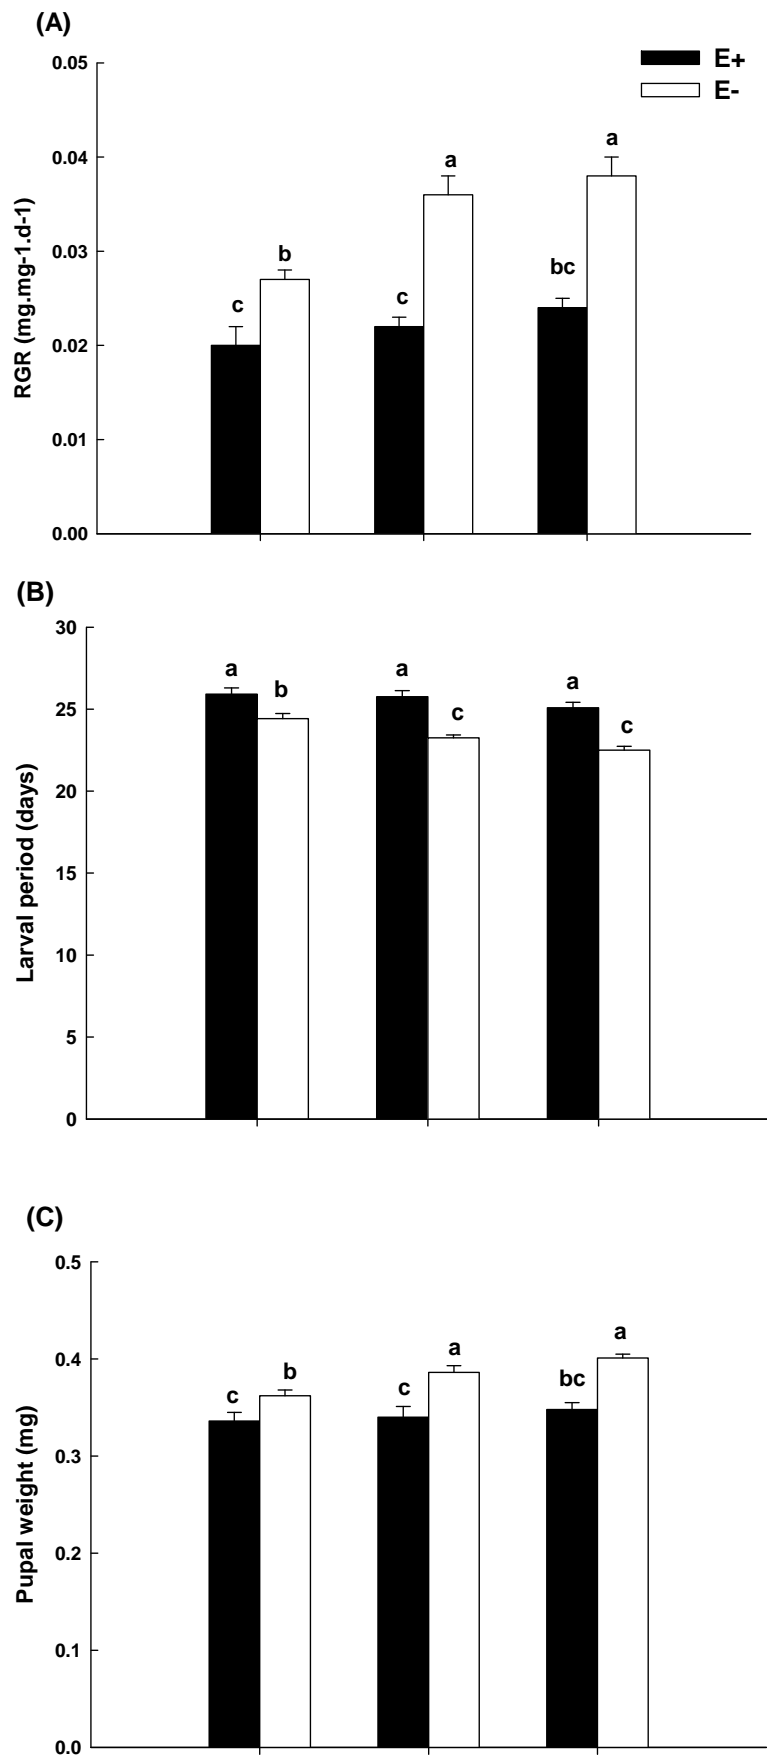 (A)
0.05
E+
E-
0.04
a
a
0.03
b
bc
c
c
0.02
0.01
0.00
RGR (mg.mg-1.d-1)
(B)
30
a
a
a
b
c
c
25
20
15
10
5
0
Larval period (days)
(C)
0.5
a
a
0.4
b
bc
c
c
0.3
0.2
0.1
0.0
Pupal weight (mg)